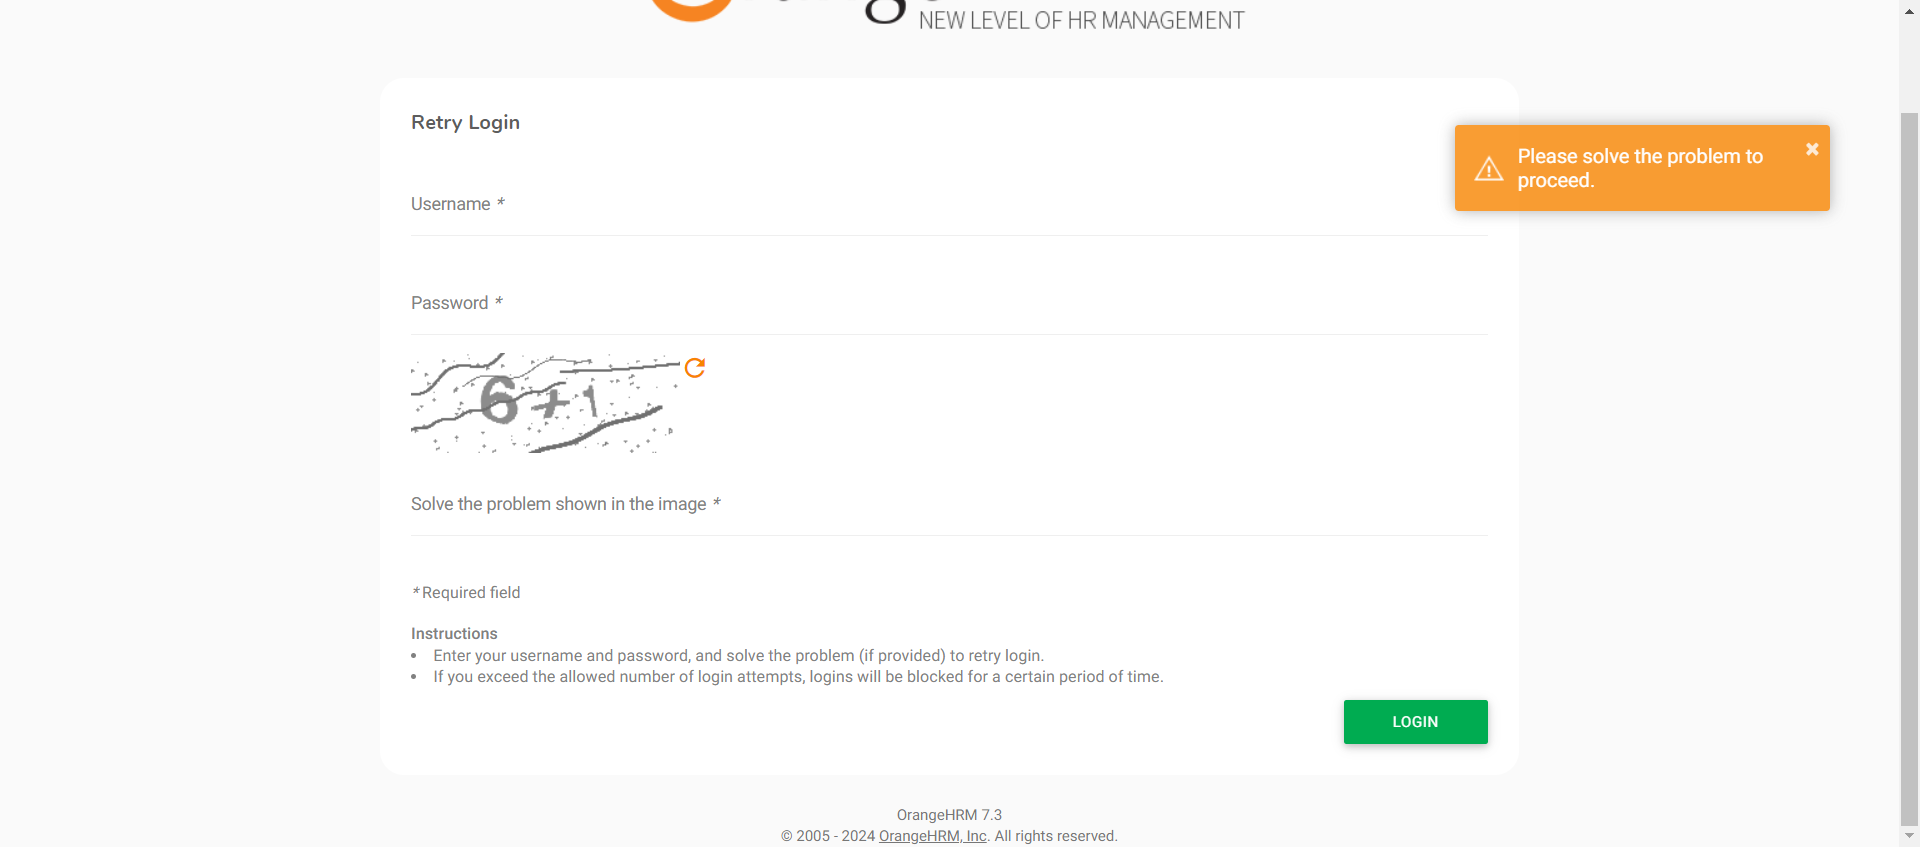 NEW LEVEL OF HR MANAGEMENT
Retry Login
Please solve the problem to
proceed.
Username *
Password *
6+1
Solve the problem shown in the image *
* Required field
Instructions
• Enter your username and password, and solve the problem (if provided) to retry login.
• If you exceed the allowed number of login attempts, logins will be blocked for a certain period of time.
LOGIN
OrangeHRM 7.3
© 2005 - 2024 OrangeHRM, Inc. All rights reserved.